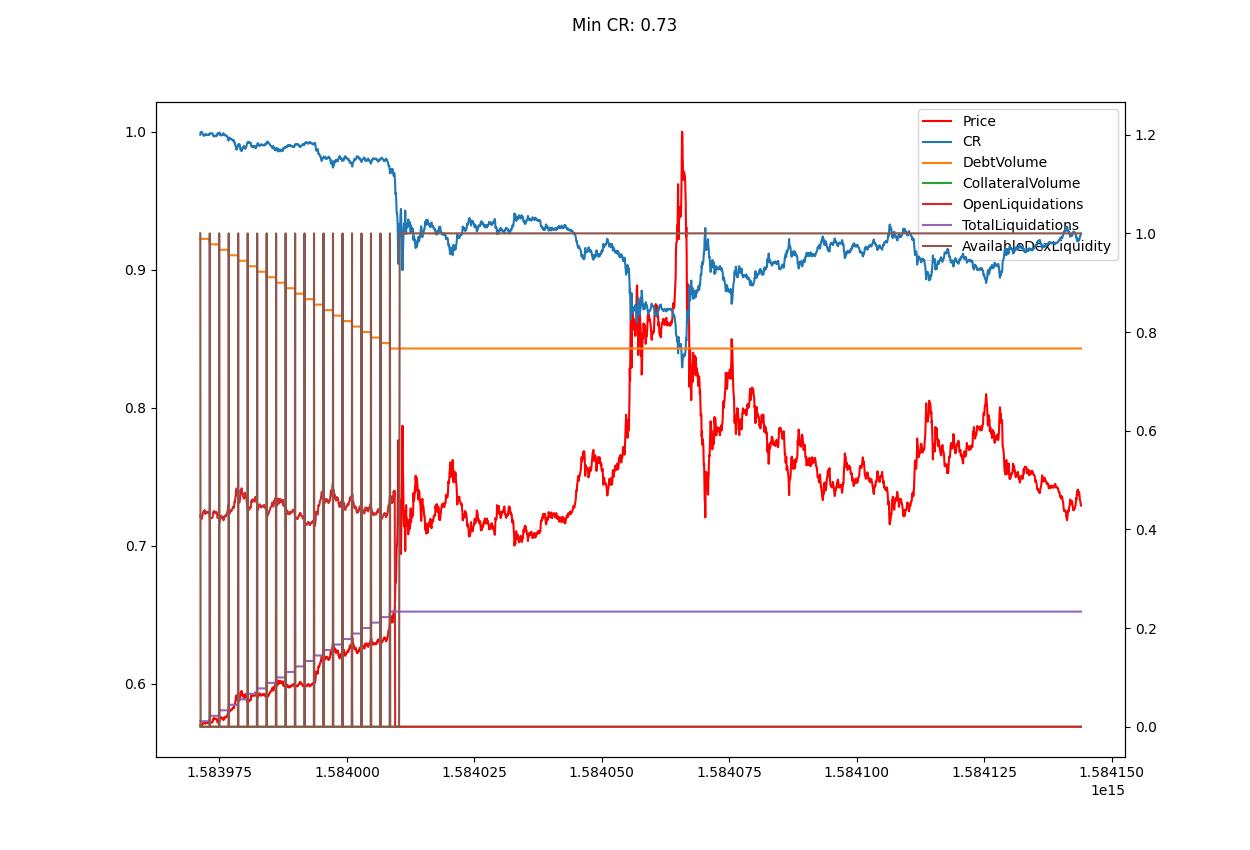 Min CR: 0.73
1.0
0.9
0.8
0.7
0.6
1.2
1.0
0.8
0.6
0.4
0.2
0.0
Price
CR
DebtVolume
CollateralVolume
OpenLiquidations
TotalLiquidations
AvailableDexLiquidity
1.583975
1.584000
1.584025
1.584050
1.584075
1.584100
1.584125
1.584150
1e15